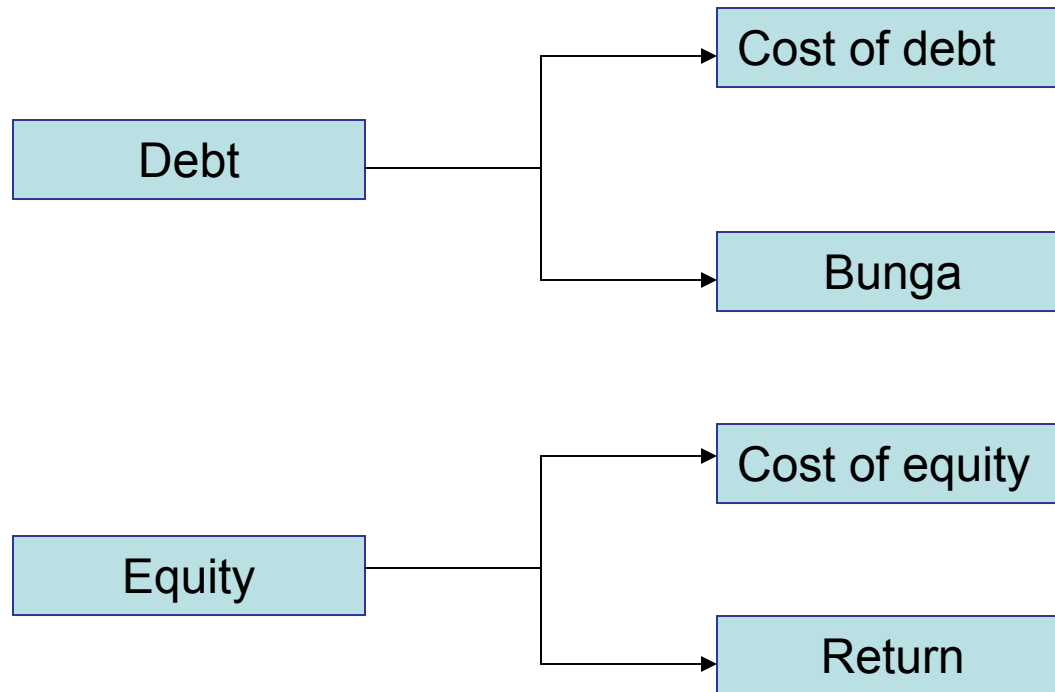 Cost of debt
Debt
Bunga
Cost of equity
Equity
Return